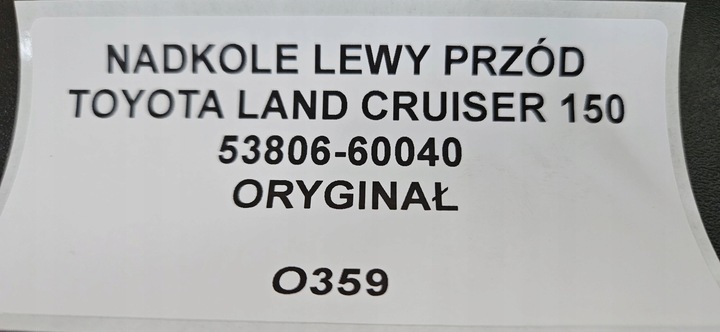 NADKOLE LEWY PRZÓD
TOYOTA LAND CRUISER 150
53806-60040
ORYGINAŁ
O359